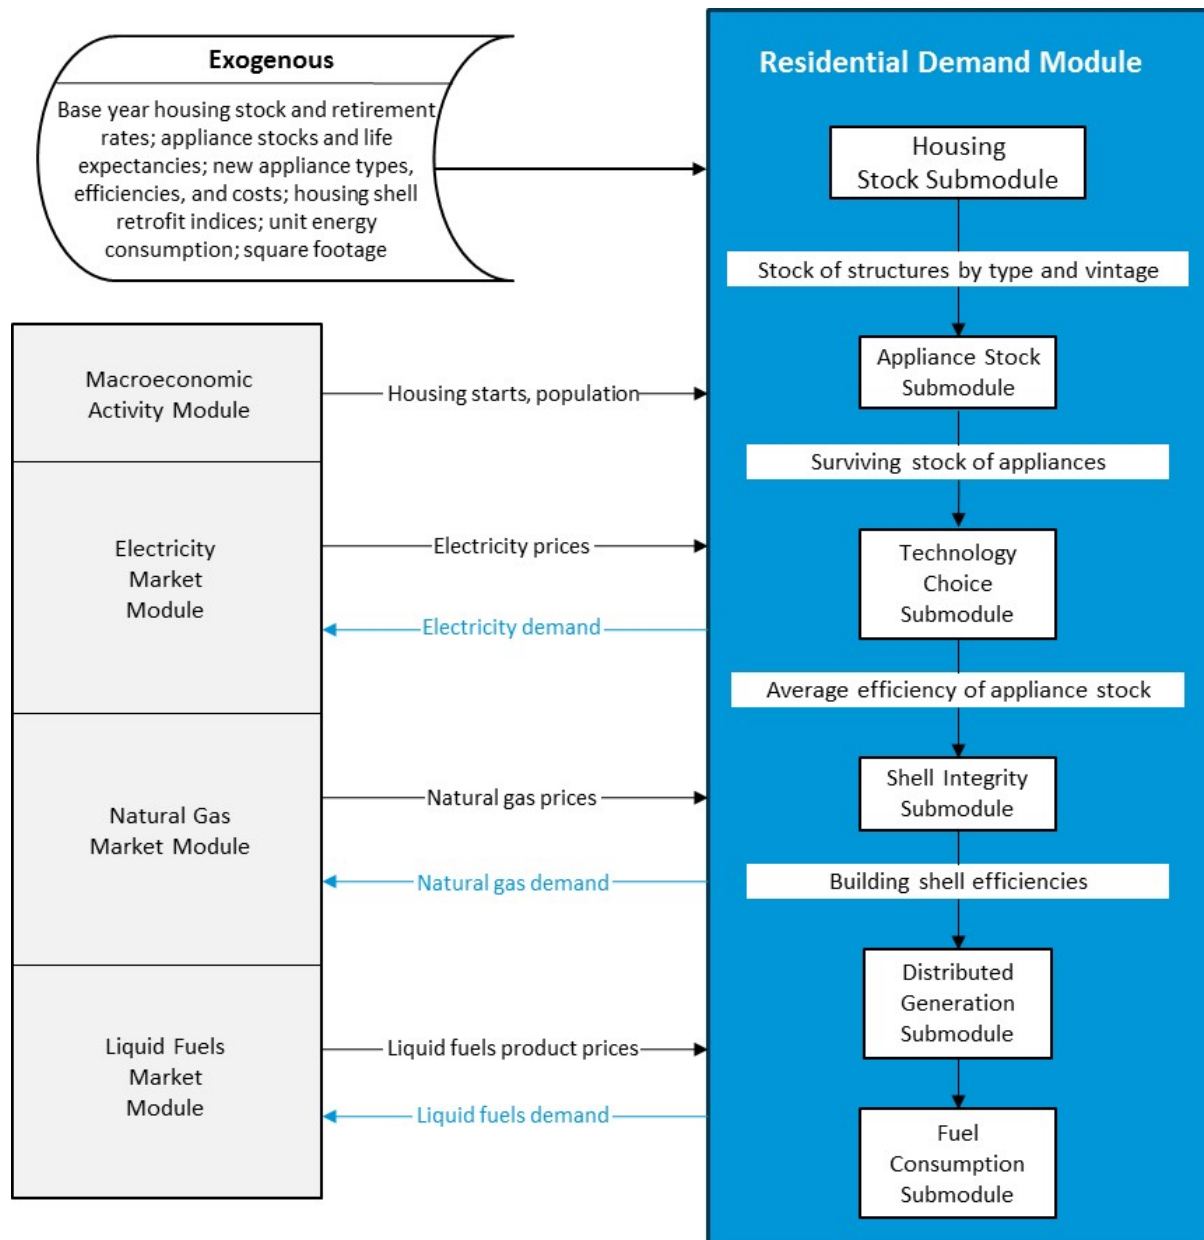 Exogenous
Base year housing stock and retirement
rates; appliance stocks and life
expectancies; new appliance types,
efficiencies, and costs; housing shell
retrofit indices; unit energy
consumption; square footage
Macroeconomic
Activity Module
Housing starts, population
Electricity
Market
Module
Electricity prices
Electricity demand
Natural Gas
Market Module
Natural gas prices
Natural gas demand
Liquid Fuels
Market
Module
Liquid fuels product prices
Liquid fuels demand
Residential Demand Module
Housing
Stock Submodule
Stock of structures by type and vintage
Appliance Stock
Submodule
Surviving stock of appliances
Technology
Choice
Submodule
Average efficiency of appliance stock
Shell Integrity
Submodule
Building shell efficiencies
Distributed
Generation
Submodule
Fuel
Consumption
Submodule